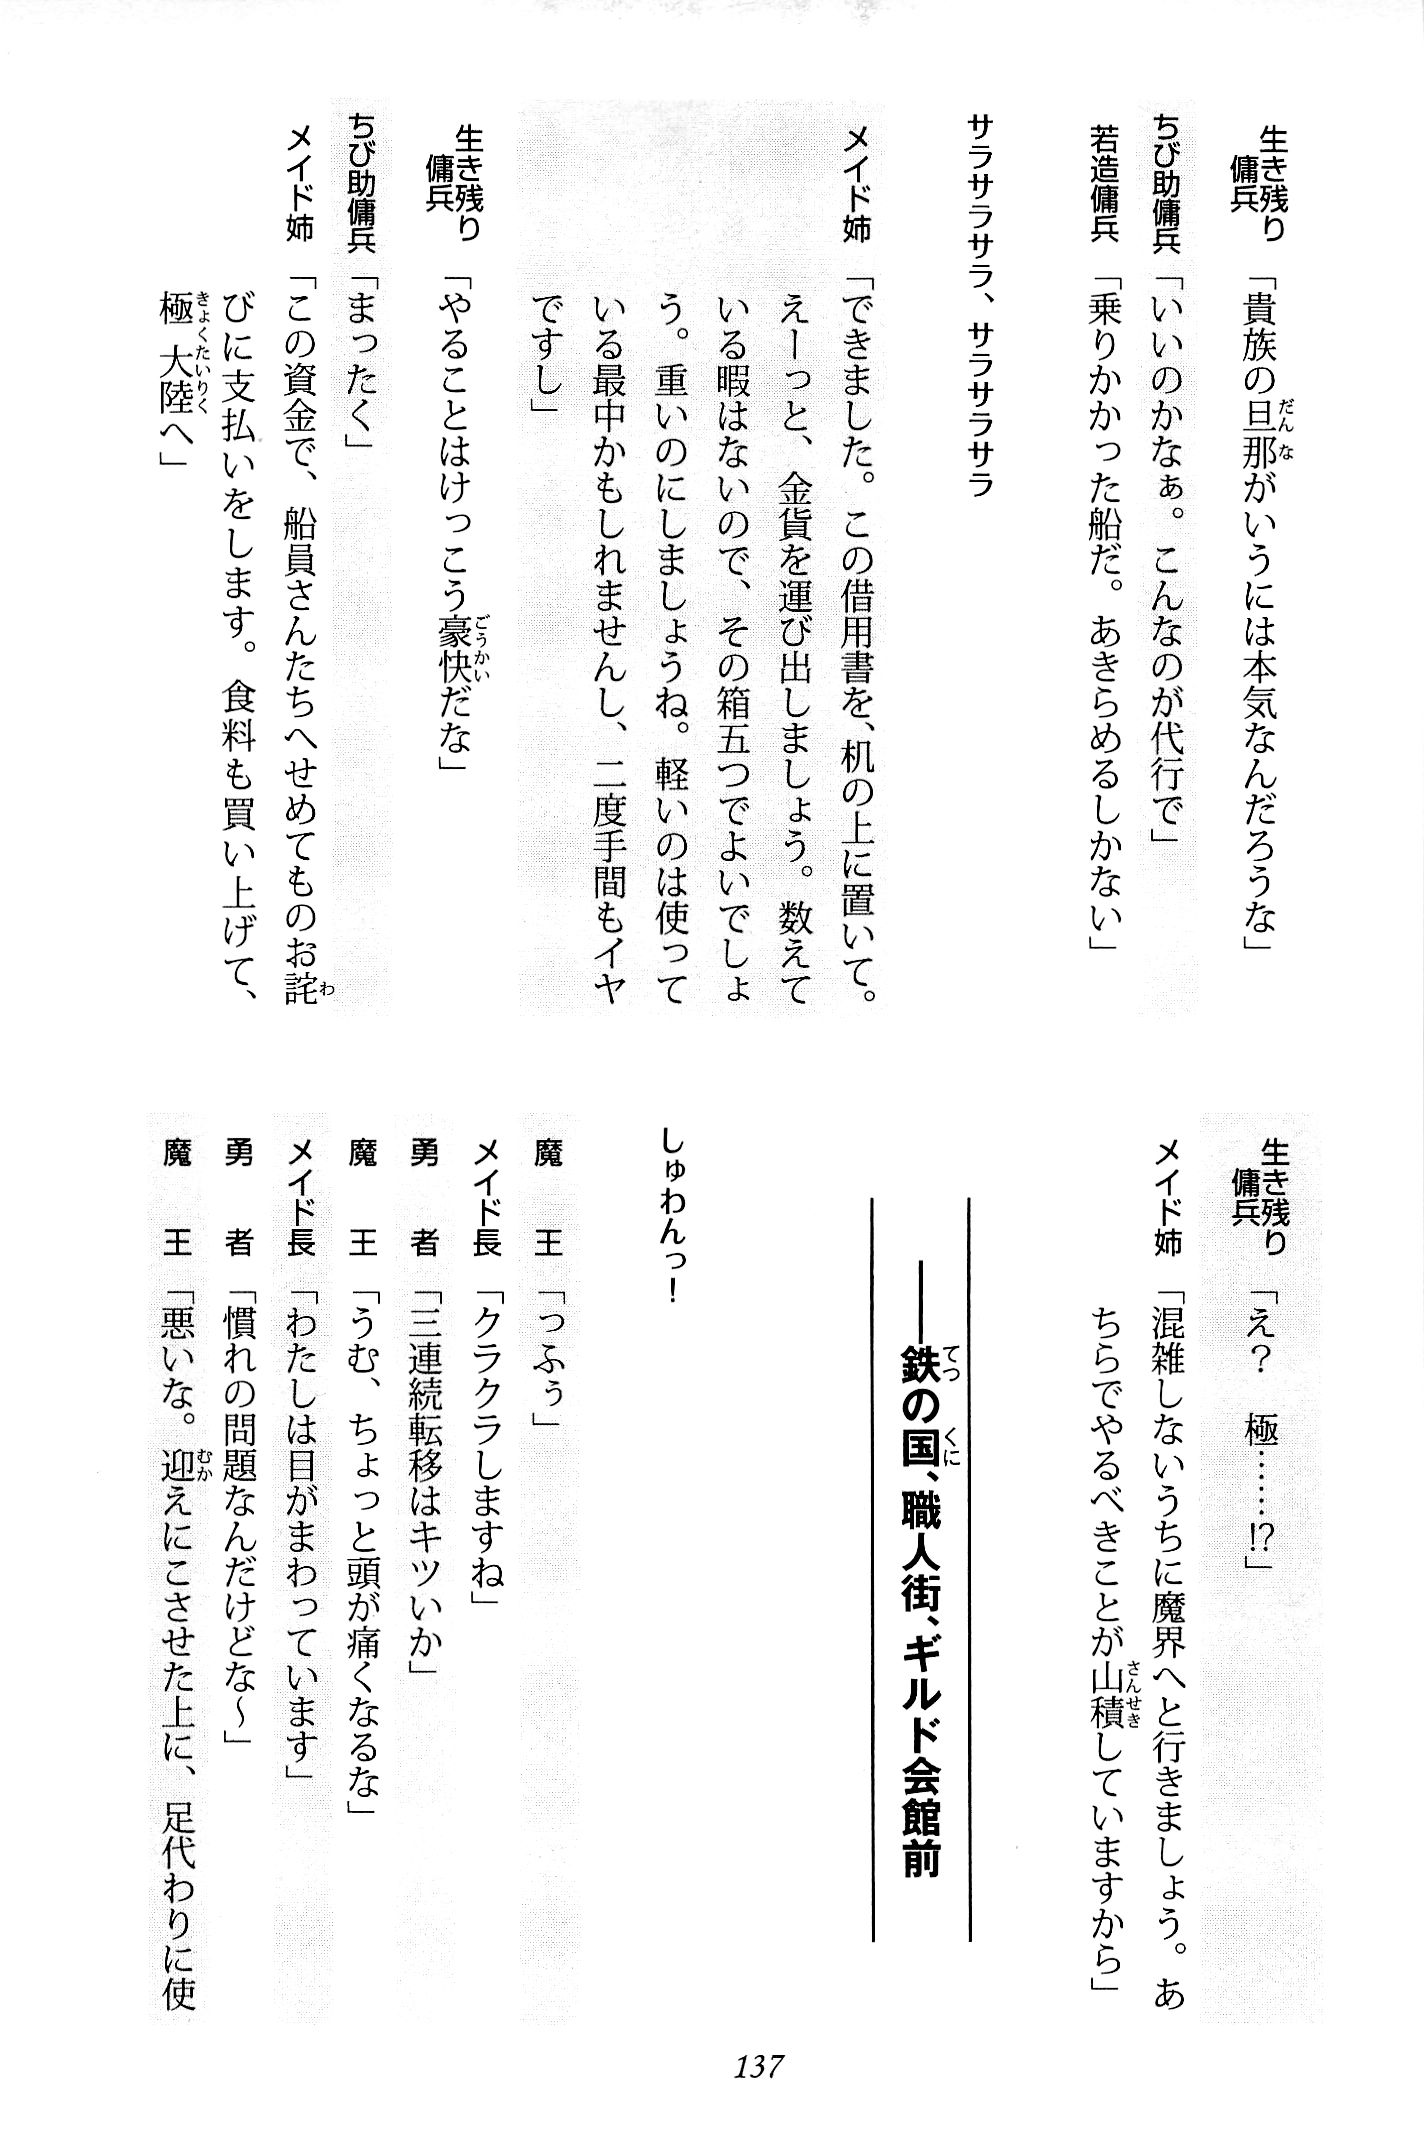 生き残り傭兵「貴族の旦那がいうには本気なんだろうな」
ちび助傭兵「いいのかなぁ。こんなのが代行で」
若造傭兵「乗りかかった船だ。あきらめるしかない」
サラサラサラ、サラサラサラ
メイド姉「できました。この借用書を、机の上に置いて。
えーっと、金貨を運び出しましょう。数えて
いる暇はないので、その箱五つでよいでしょ
う。重いのにしましょうね。軽いのは使って
いる最中かもしれませんし、二度手間もイヤ
ですし」
生き残り傭兵「やることはけっこう豪快だな」
ちび助傭兵「まったく」
メイド姉「この資金で、船員さんたちへせめてものお詫
びに支払いをします。食料も買い上げて、
極大陸へ」
生き残り傭兵「え？　極……!?」
メイド姉「混雑しないうちに魔界へと行きましょう。あ
ちらでやるべきことが山積していますから」
――鉄の国、職人街、ギルド会館前
しゅわんっ！
魔王「っふぅ」
メイド長「クラクラしますね」
勇者「三連続転移はキツいか」
魔王「うむ、ちょっと頭が痛くなるな」
メイド長「わたしは目がまわっています」
勇者「慣れの問題なんだけどな～」
魔王「悪いな。迎えにこさせた上に、足代わりに使
137